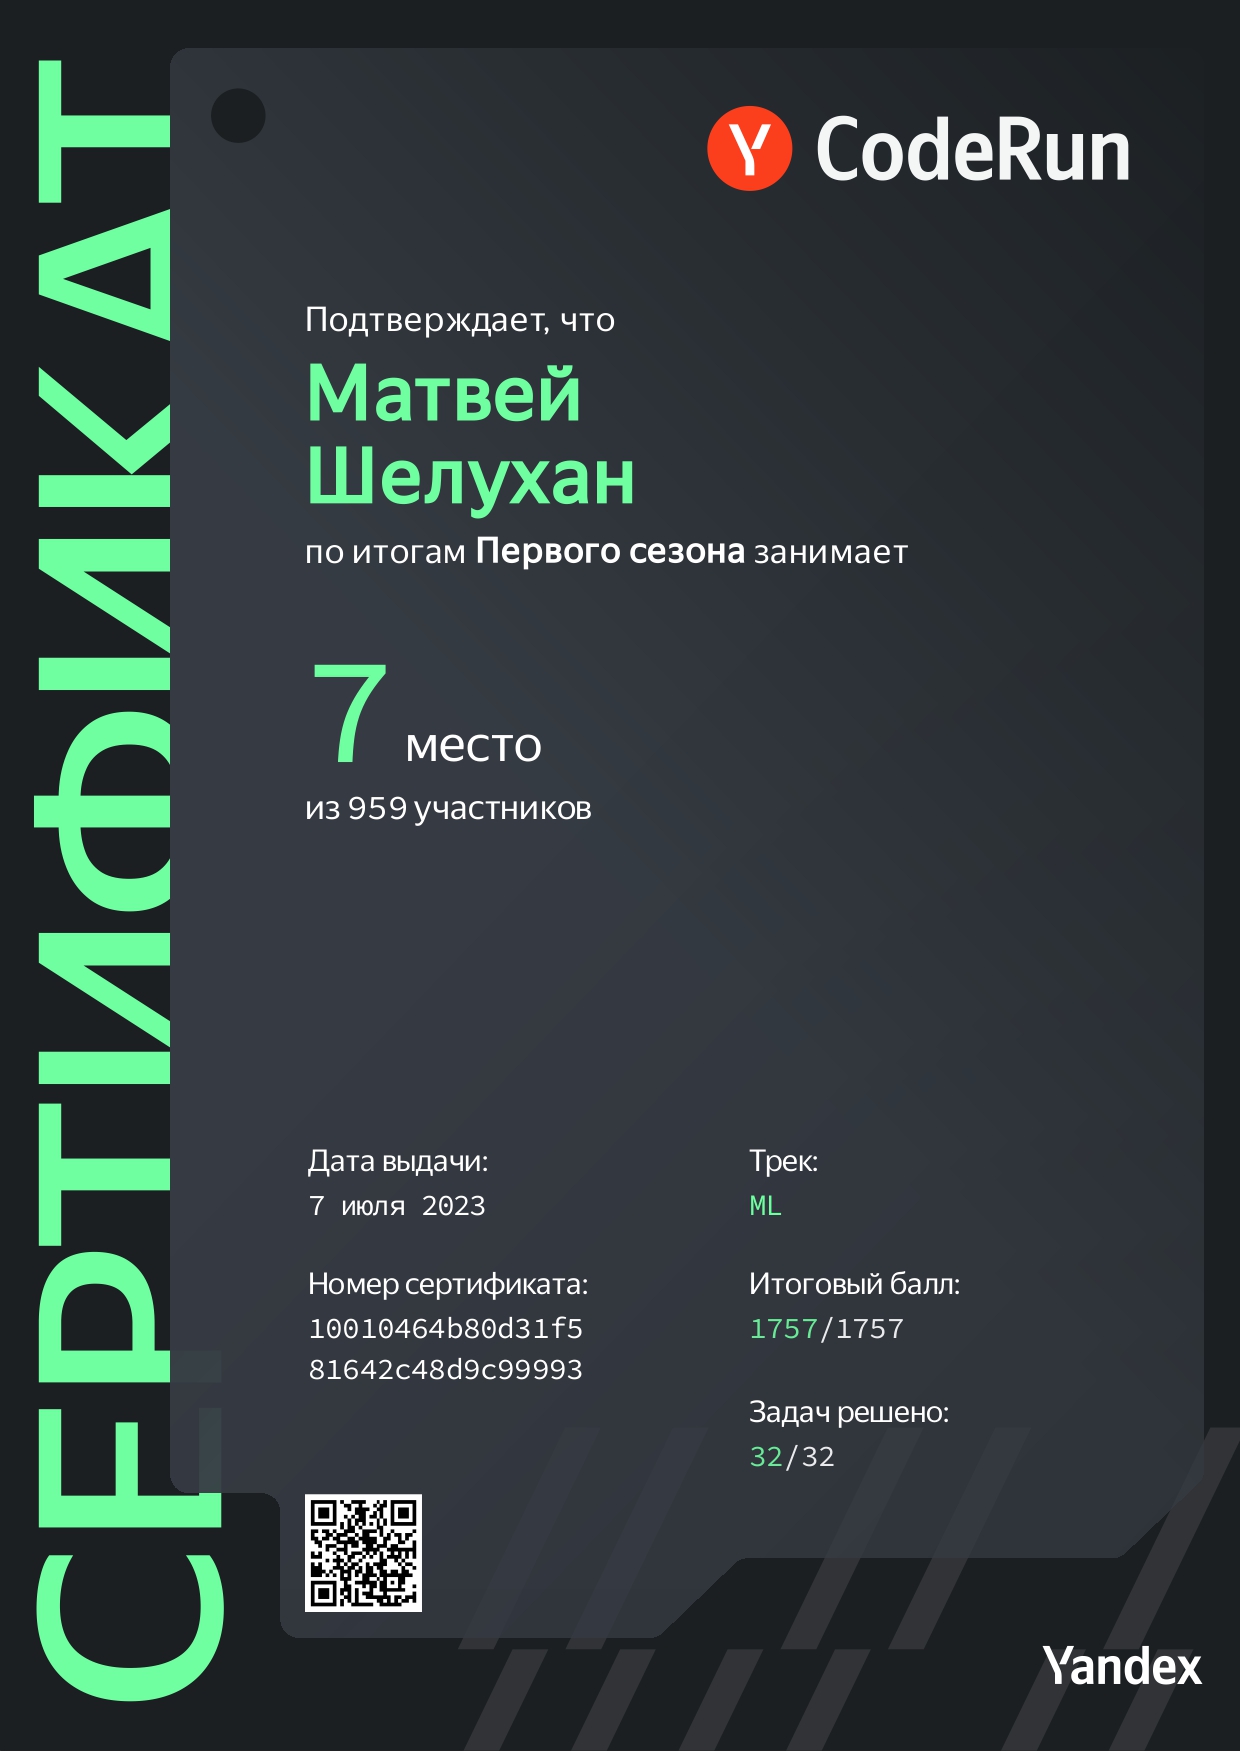 СЕРТИФИКАТ
Y CodeRun
Подтверждает, что
Матвей
Шелухан
по итогам Первого сезона занимает
7 место
из 959 участников
Дата выдачи:
7 июля 2023
Номер сертификата:
10010464b80d31f5
81642c48d9c99993
Трек:
ML
Итоговый балл:
1757/1757
Задач решено:
32/32
Yandex